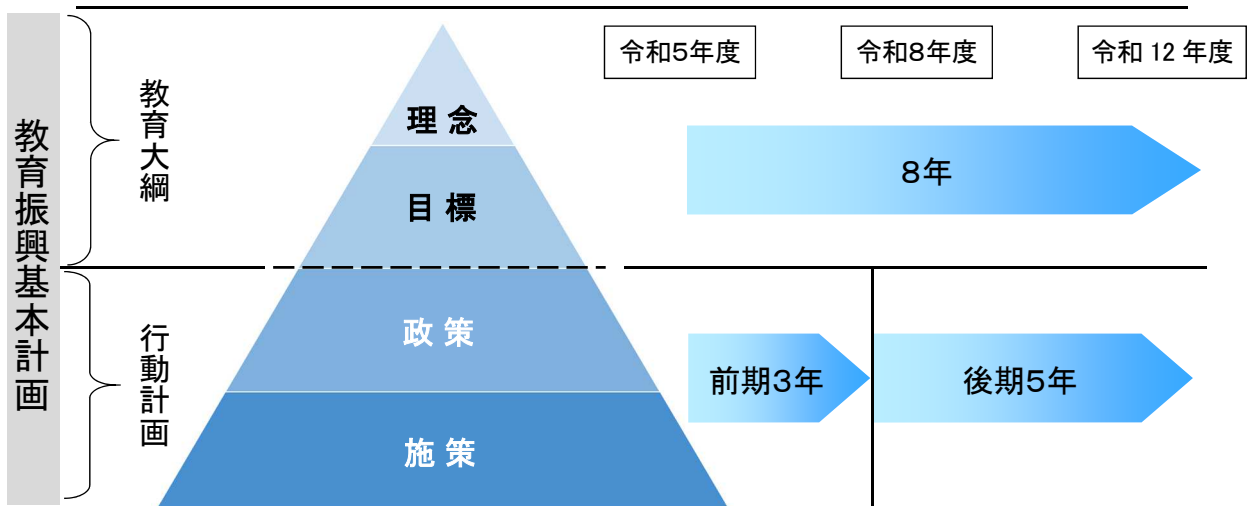 教育振興基本計画
教育大綱
行動計画
理念
目標
政策
施策
令和5年度
令和8年度
令和 12 年度
8年
前期3年
後期5年